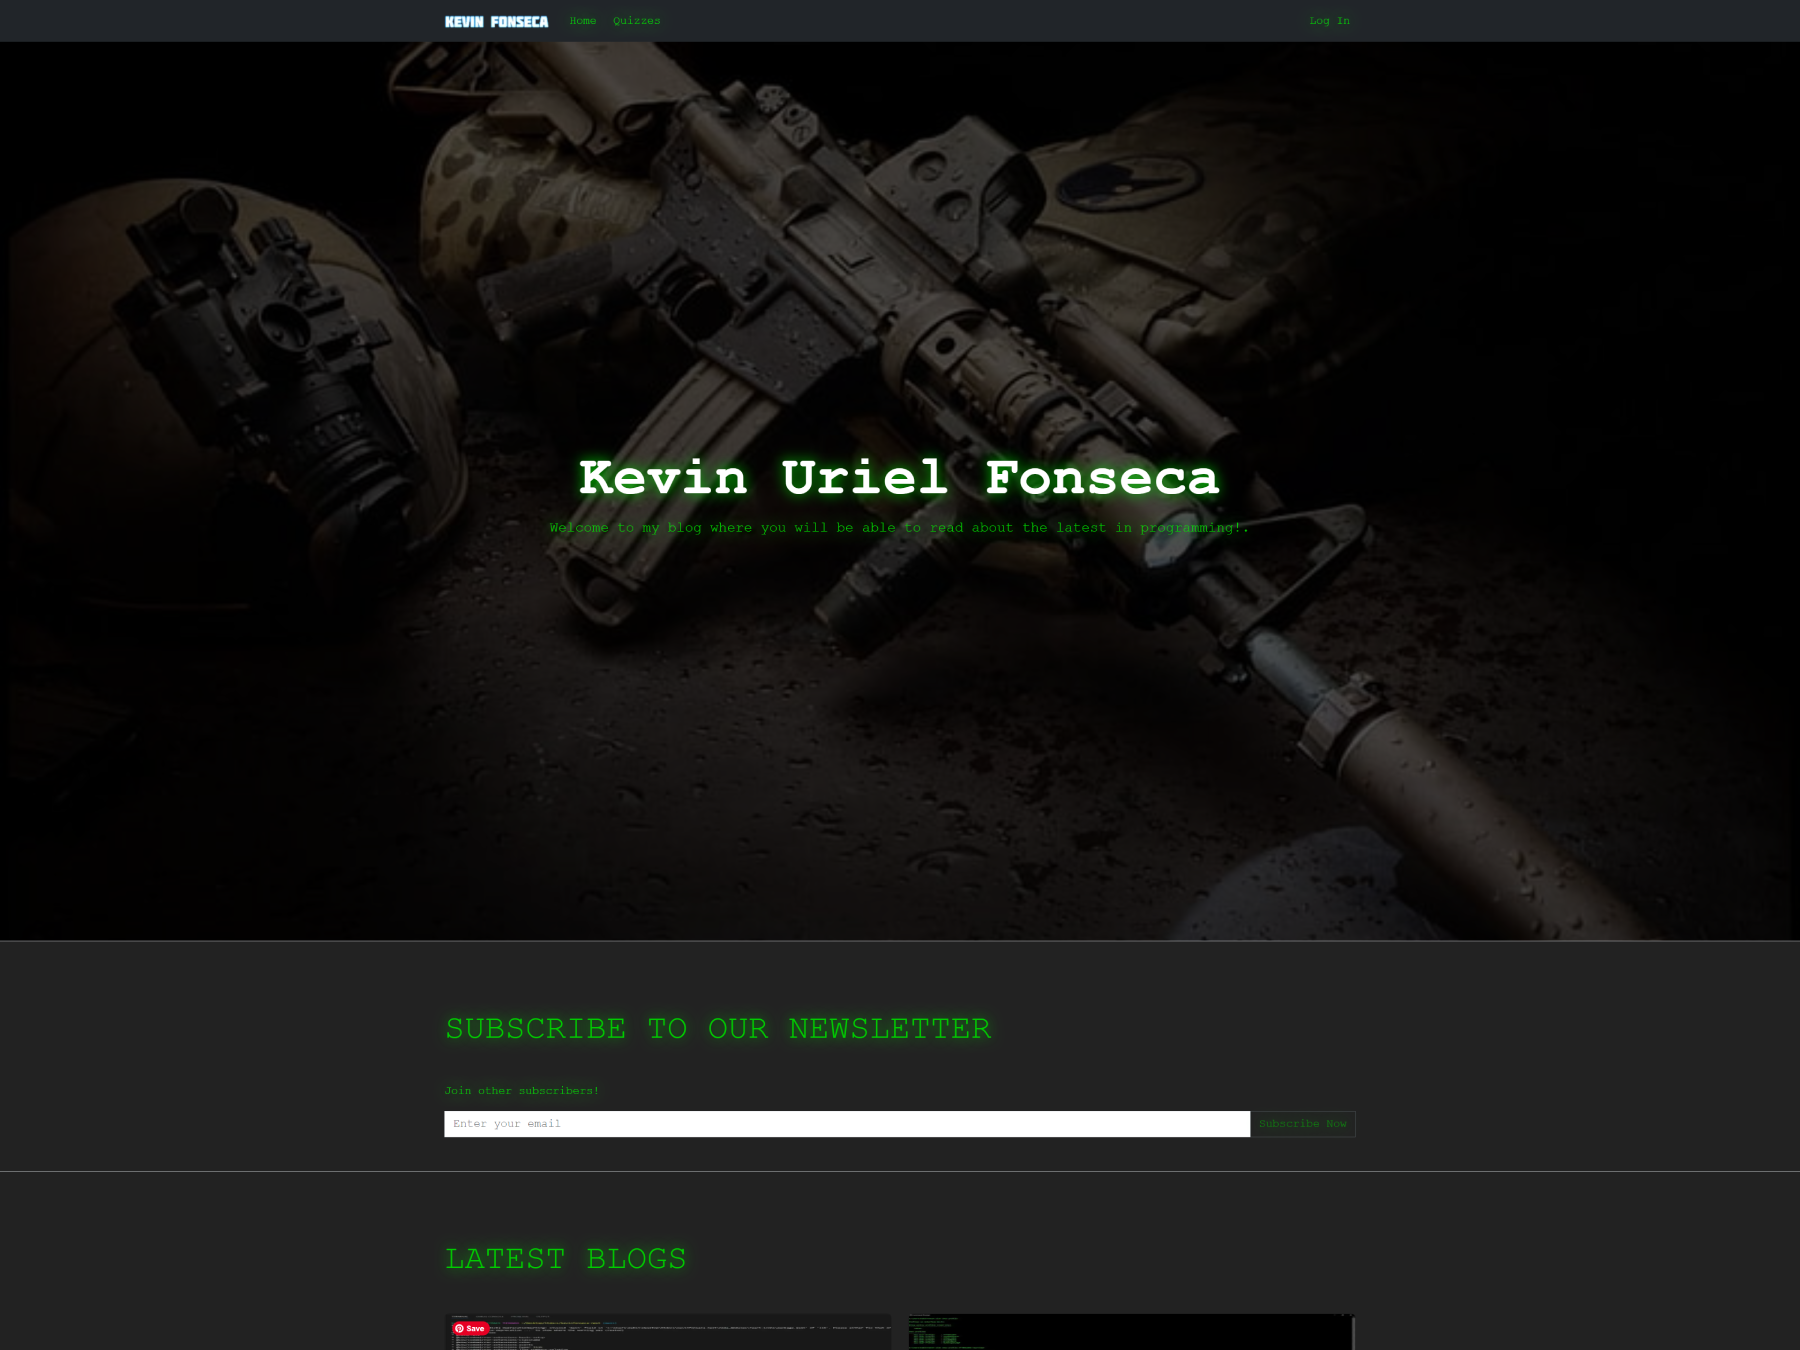 KEVIN FONSECA
Home
Quizzes
Log In
Kevin Uriel Fonseca
Welcome to my blog where you will be able to read about the latest in programming!.
SUBSCRIBE TO OUR NEWSLETTER
Join other subscribers!
Enter your email
Subscribe Now
LATEST BLOGS
Save